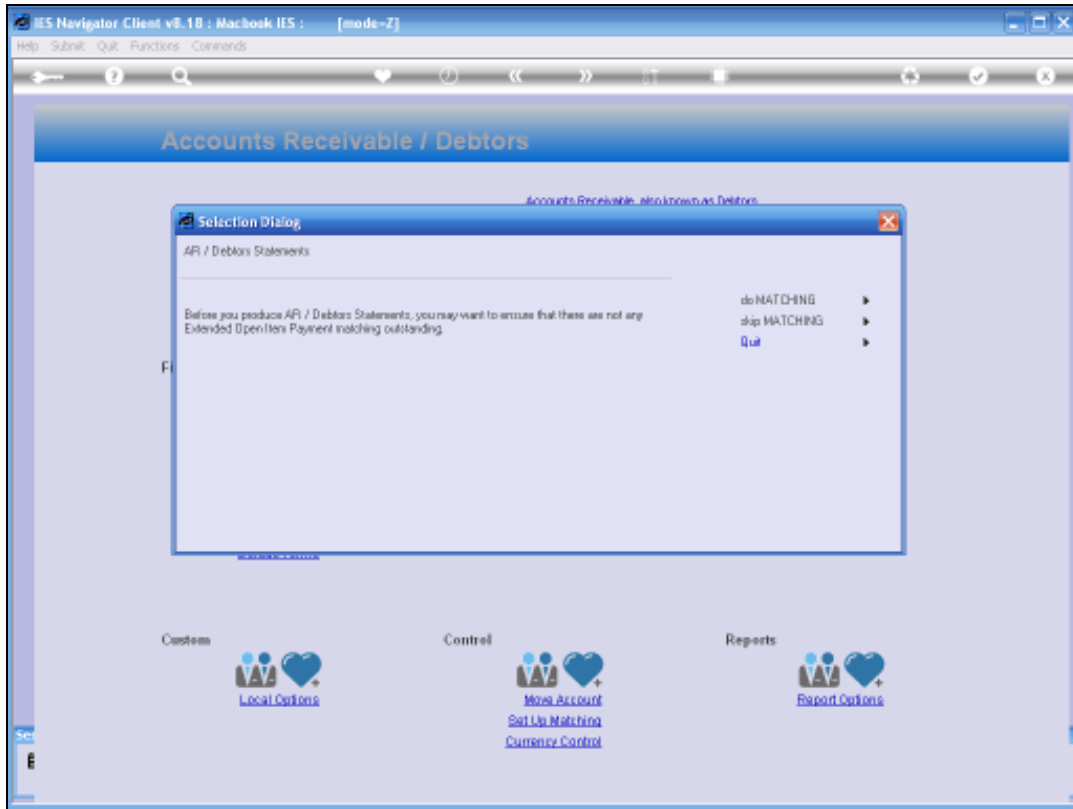 IES Navigator Client v8.18 : Macbook IES : [mode=Z]
Help Submit Quit Functions Commands
Accounts Receivable / Debtors
Accounts Receivable, also known as Debtors
Selection Dialog
AR / Debtors Statements
Before you produce AR / Debtors Statements, you may want to ensure that there are not any
Extended Open Item Payment matching outstanding.
do MATCHING
skip MATCHING
Quit
Custom Control Reports
Local Options Move Account Report Options
Set Up Matching
Currency Control